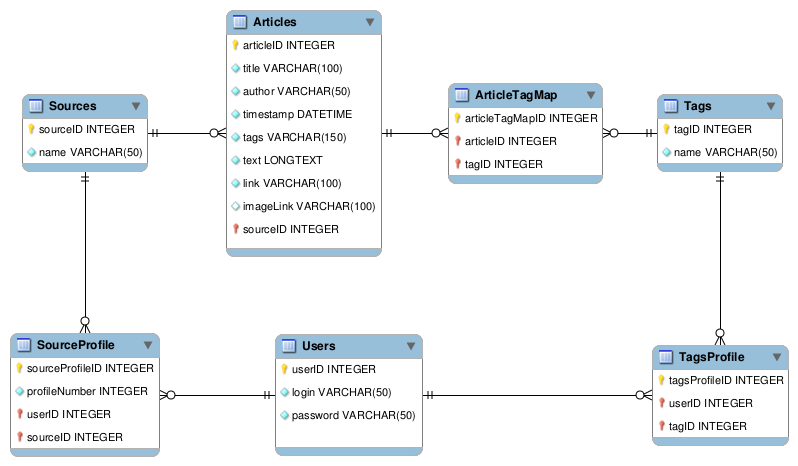 Articles
articleID INTEGER
title VARCHAR(100)
author VARCHAR(50)
timestamp DATETIME
tags VARCHAR(150)
text LONGTEXT
link VARCHAR(100)
imageLink VARCHAR(100)
sourceID INTEGER
Sources
sourceID INTEGER
name VARCHAR(50)
ArticleTagMap
articleTagMapID INTEGER
articleID INTEGER
tagID INTEGER
Tags
tagID INTEGER
name VARCHAR(50)
SourceProfile
sourceProfileID INTEGER
profileNumber INTEGER
userID INTEGER
sourceID INTEGER
Users
userID INTEGER
login VARCHAR(50)
password VARCHAR(50)
TagsProfile
tagsProfileID INTEGER
userID INTEGER
tagID INTEGER